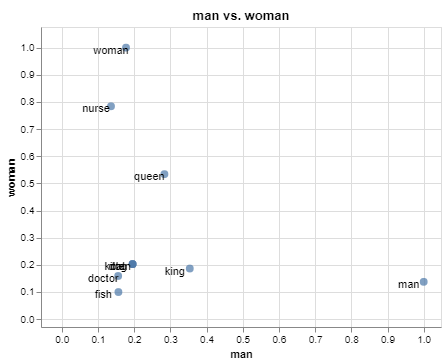 man vs. woman
1.0
woman
0.9
0.8
nurse
0.7
0.6
queen
0.5
0.4
0.3
0.2
king
doctor
man
0.1
fish
0.0
woman
0.0 0.1 0.2 0.3 0.4 0.5 0.6 0.7 0.8 0.9 1.0
man